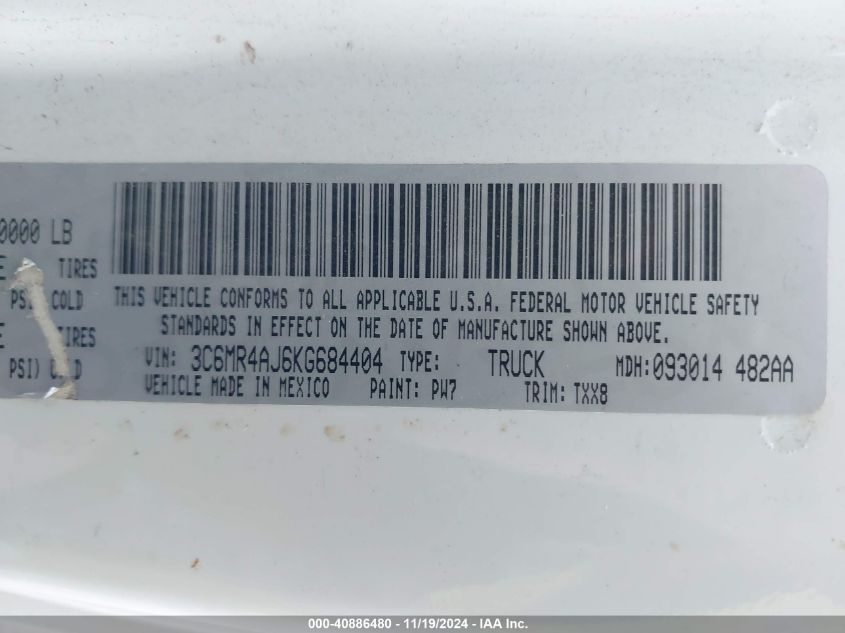 0000 LB
E TIRES
PSI COLD
THIS VEHICLE CONFORMS TO ALL APPLICABLE U.S.A. FEDERAL MOTOR VEHICLE SAFETY
E TIRES
STANDARDS IN EFFECT ON THE DATE OF MANUFACTURE SHOWN ABOVE.
PSI)
VIN: 3C6MR4AJ6KG684404 TYPE: TRUCK MDH:093014 482AA
VEHICLE MADE IN MEXICO PAINT: PW7 TRIM: TXX8
000-40886480 - 11/19/2024 - IAA Inc.